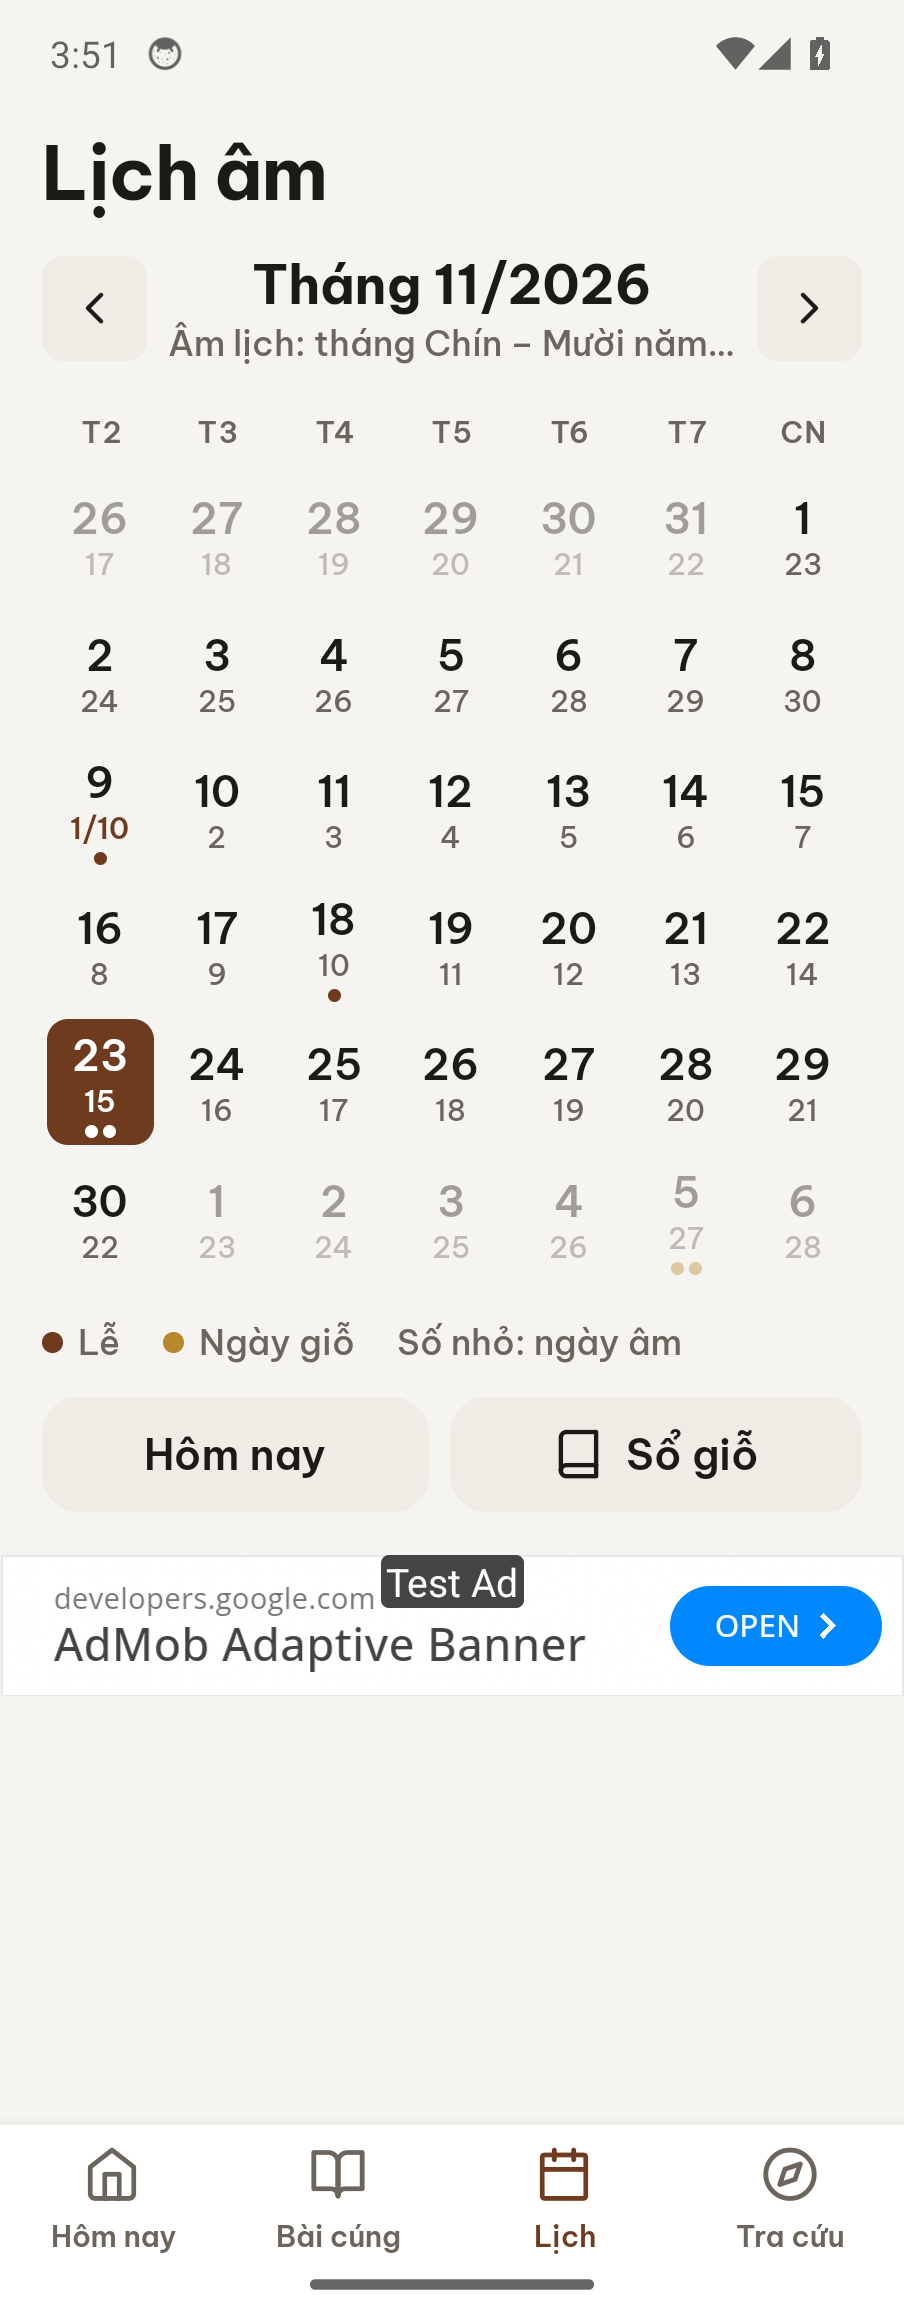 3:51
Lịch âm
Tháng 11/2026
Âm lịch: tháng Chín – Mười năm...
T2 T3 T4 T5 T6 T7 CN
26 27 28 29 30 31 1
17 18 19 20 21 22 23
2 3 4 5 6 7 8
24 25 26 27 28 29 30
9 10 11 12 13 14 15
1/10 2 3 4 5 6 7
16 17 18 19 20 21 22
8 9 10 11 12 13 14
23 24 25 26 27 28 29
15 16 17 18 19 20 21
30 1 2 3 4 5 6
22 23 24 25 26 27 28
Lễ Ngày giỗ Số nhỏ: ngày âm
Hôm nay Sổ giỗ
Test Ad
developers.google.com
AdMob Adaptive Banner
OPEN
Hôm nay Bài cúng Lịch Tra cứu